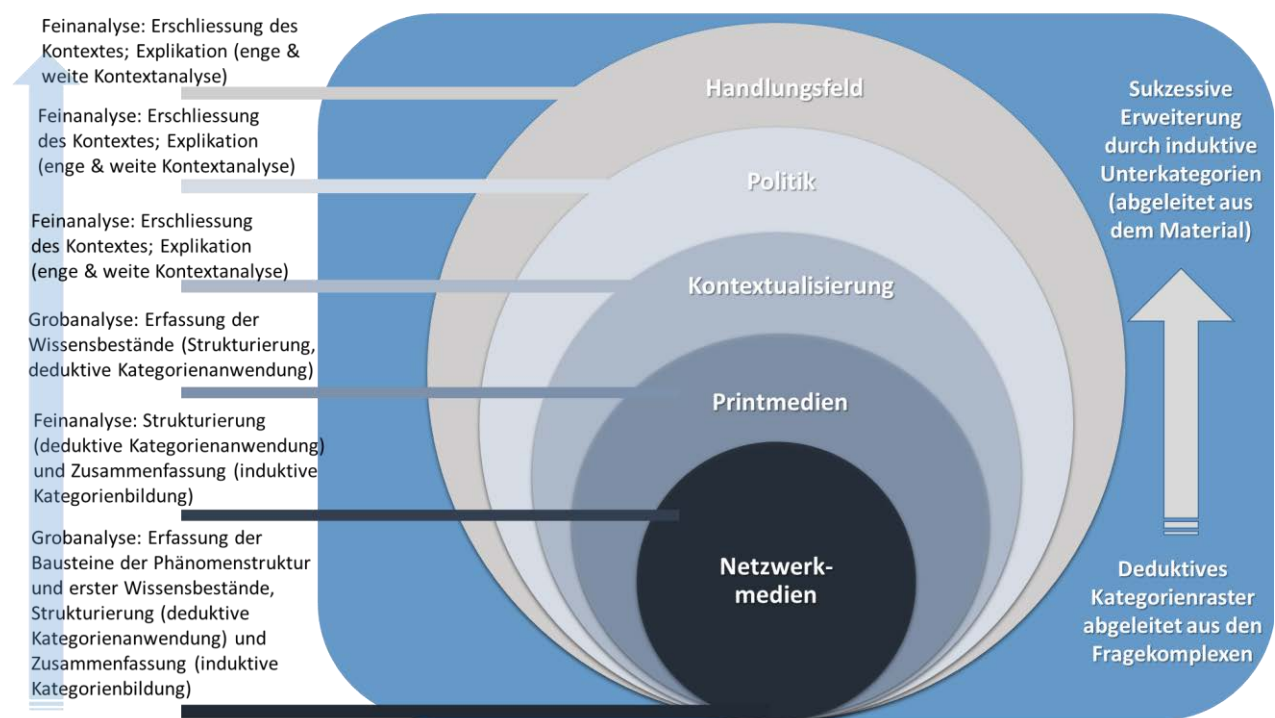 Feinanalyse: Erschliessung des
Kontextes; Explikation (enge &
weite Kontextanalyse)
Feinanalyse: Erschliessung
des Kontextes; Explikation
(enge & weite Kontextanalyse)
Feinanalyse: Erschliessung
des Kontextes; Explikation
(enge & weite Kontextanalyse)
Grobanalyse: Erfassung der
Wissensbestände (Strukturierung,
deduktive Kategorienanwendung)
Feinanalyse: Strukturierung
(deduktive Kategorienanwendung)
und Zusammenfassung (induktive
Kategorienbildung)
Grobanalyse: Erfassung der
Bausteine der Phänomenstruktur
und erster Wissensbestände,
Strukturierung (deduktive
Kategorienanwendung) und
Zusammenfassung (induktive
Kategorienbildung)
Handlungsfeld
Politik
Kontextualisierung
Printmedien
Netzwerk-
medien
Sukzessive
Erweiterung
durch induktive
Unterkategorien
(abgeleitet aus
dem Material)
Deduktives
Kategorienraster
abgeleitet aus den
Fragekomplexen